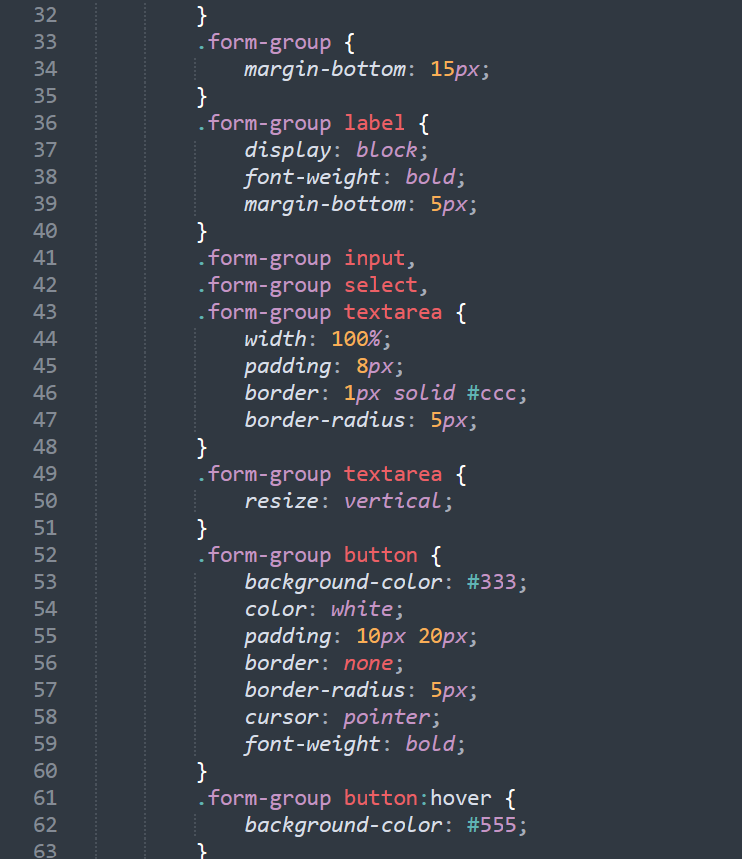 32 }
33 .form-group {
34 margin-bottom: 15px;
35 }
36 .form-group label {
37 display: block;
38 font-weight: bold;
39 margin-bottom: 5px;
40 }
41 .form-group input,
42 .form-group select,
43 .form-group textarea {
44 width: 100%;
45 padding: 8px;
46 border: 1px solid #ccc;
47 border-radius: 5px;
48 }
49 .form-group textarea {
50 resize: vertical;
51 }
52 .form-group button {
53 background-color: #333;
54 color: white;
55 padding: 10px 20px;
56 border: none;
57 border-radius: 5px;
58 cursor: pointer;
59 font-weight: bold;
60 }
61 .form-group button:hover {
62 background-color: #555;
63 }